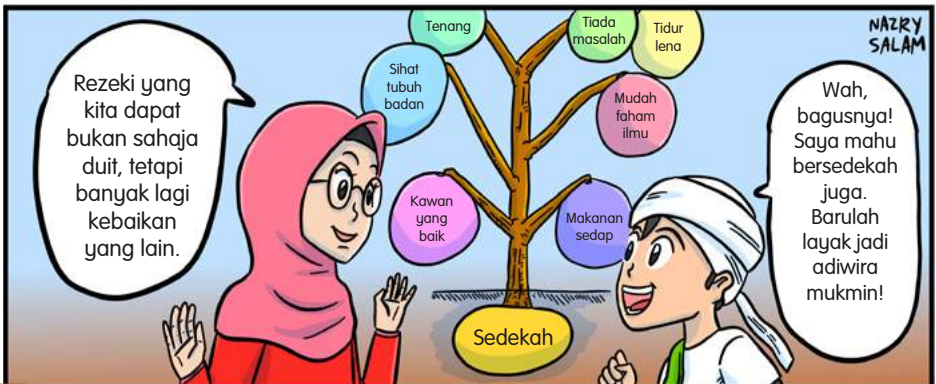 Rezeki yang
kita dapat
bukan sahaja
duit, tetapi
banyak lagi
kebaikan
yang lain.
Tenang
Tiada
masalah
Tidur
lena
Sihat
tubuh
badan
Mudah
faham
ilmu
Kawan
yang
baik
Makanan
sedap
Sedekah
NAZRY
SALAM
Wah,
bagusnya!
Saya mahu
bersedekah
juga.
Barulah
layak jadi
adiwira
mukmin!